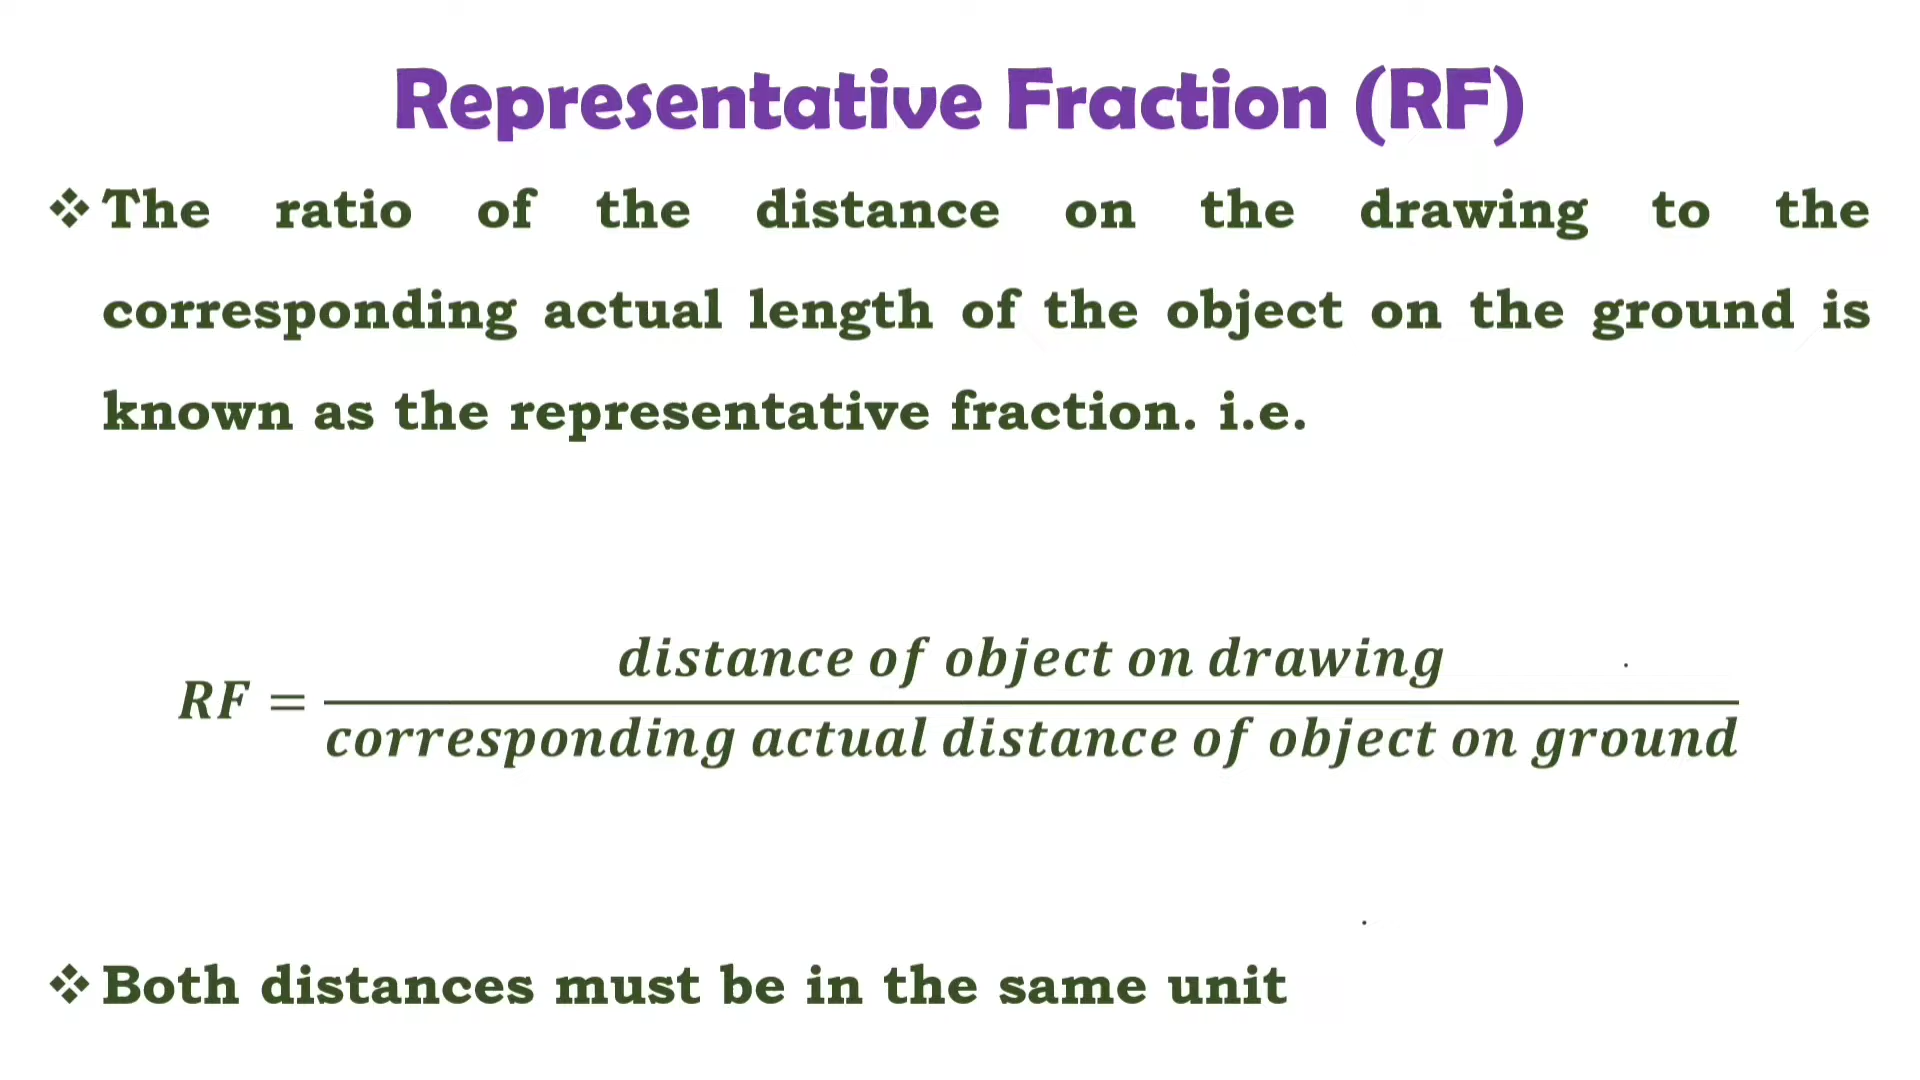 Representative Fraction (RF)
❖ The ratio of the distance on the drawing to the
corresponding actual length of the object on the ground is
known as the representative fraction. i.e.
distance of object on drawing
RF =
corresponding actual distance of object on ground
❖ Both distances must be in the same unit